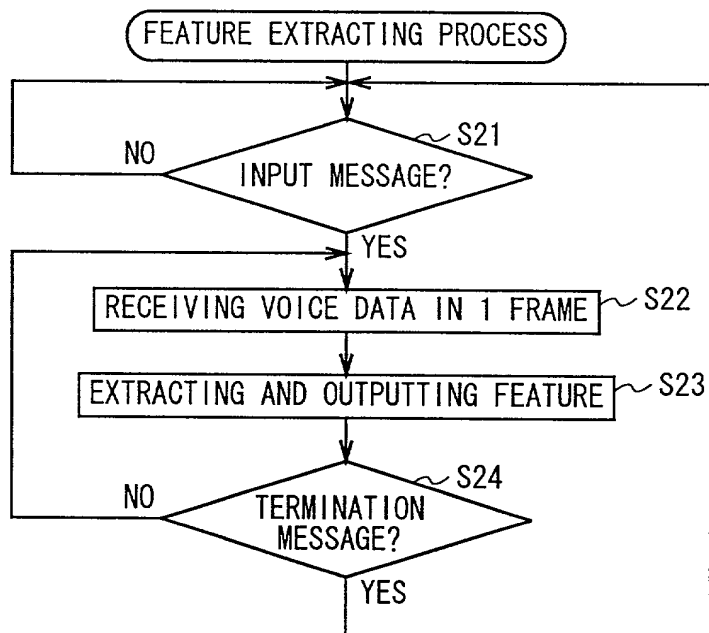 FEATURE EXTRACTING PROCESS
S21
NO
INPUT MESSAGE?
YES
RECEIVING VOICE DATA IN 1 FRAME
S22
EXTRACTING AND OUTPUTTING FEATURE
S23
S24
NO
TERMINATION
MESSAGE?
YES